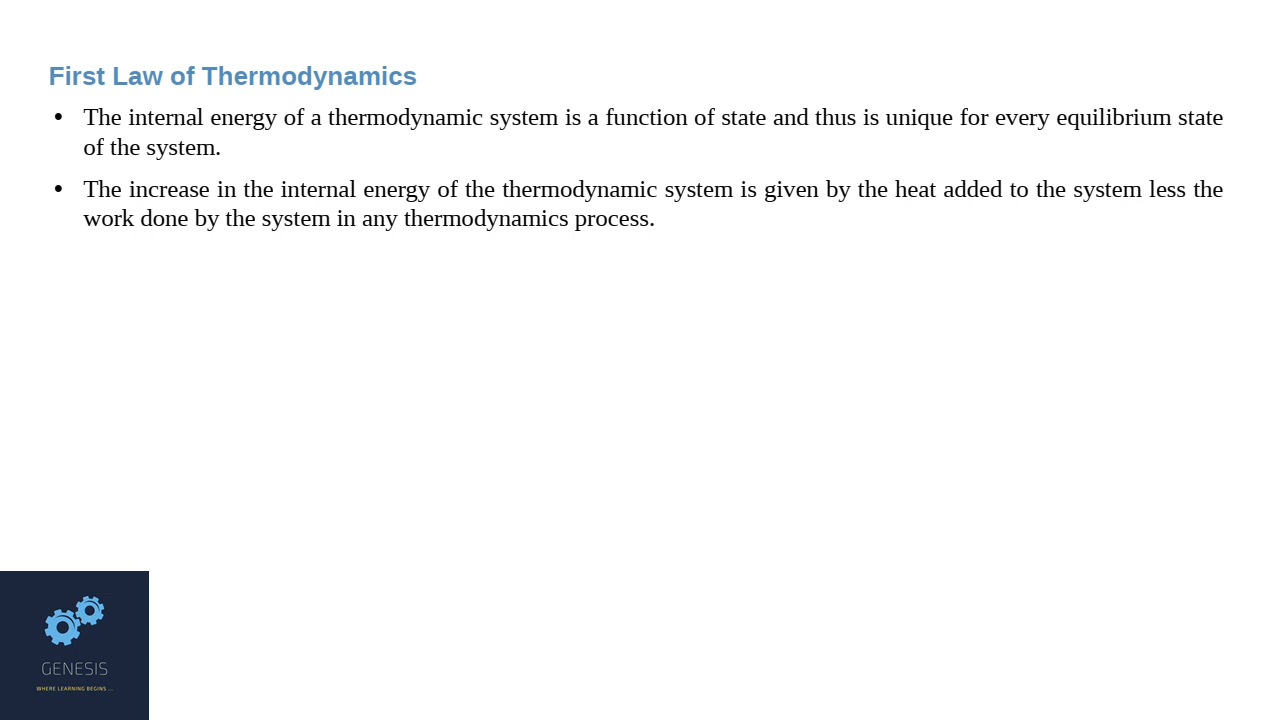 First Law of Thermodynamics
• The internal energy of a thermodynamic system is a function of state and thus is unique for every equilibrium state
of the system.
• The increase in the internal energy of the thermodynamic system is given by the heat added to the system less the
work done by the system in any thermodynamics process.
GENESIS
WHERE LEARNING BEGINS ...